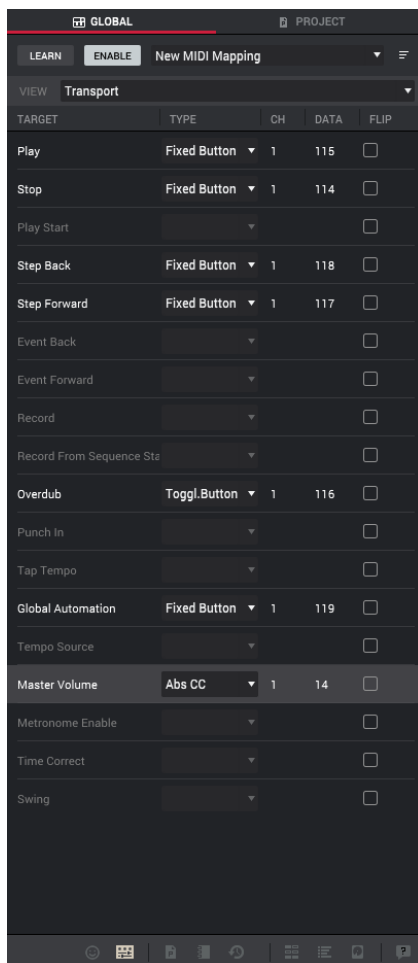 GLOBAL PROJECT
LEARN ENABLE New MIDI Mapping
VIEW Transport
TARGET TYPE CH DATA FLIP
Play Fixed Button 1 115
Stop Fixed Button 1 114
Play Start
Step Back Fixed Button 1 118
Step Forward Fixed Button 1 117
Event Back
Event Forward
Record
Record From Sequence Sta
Overdub Toggl.Button 1 116
Punch In
Tap Tempo
Global Automation Fixed Button 1 119
Tempo Source
Master Volume Abs CC 1 14
Metronome Enable
Time Correct
Swing